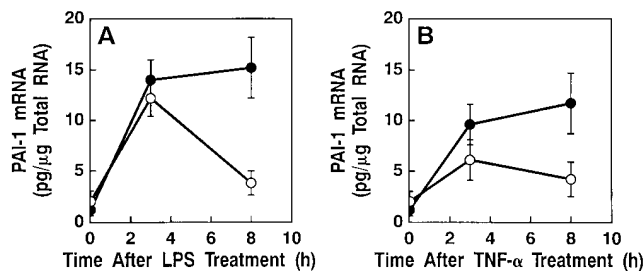 A
PAI-1 mRNA
(pg/µg Total RNA)
20
15
10
5
0
0 2 4 6 8 10
Time After LPS Treatment (h)
B
PAI-1 mRNA
(pg/µg Total RNA)
20
15
10
5
0
0 2 4 6 8 10
Time After TNF-α Treatment (h)